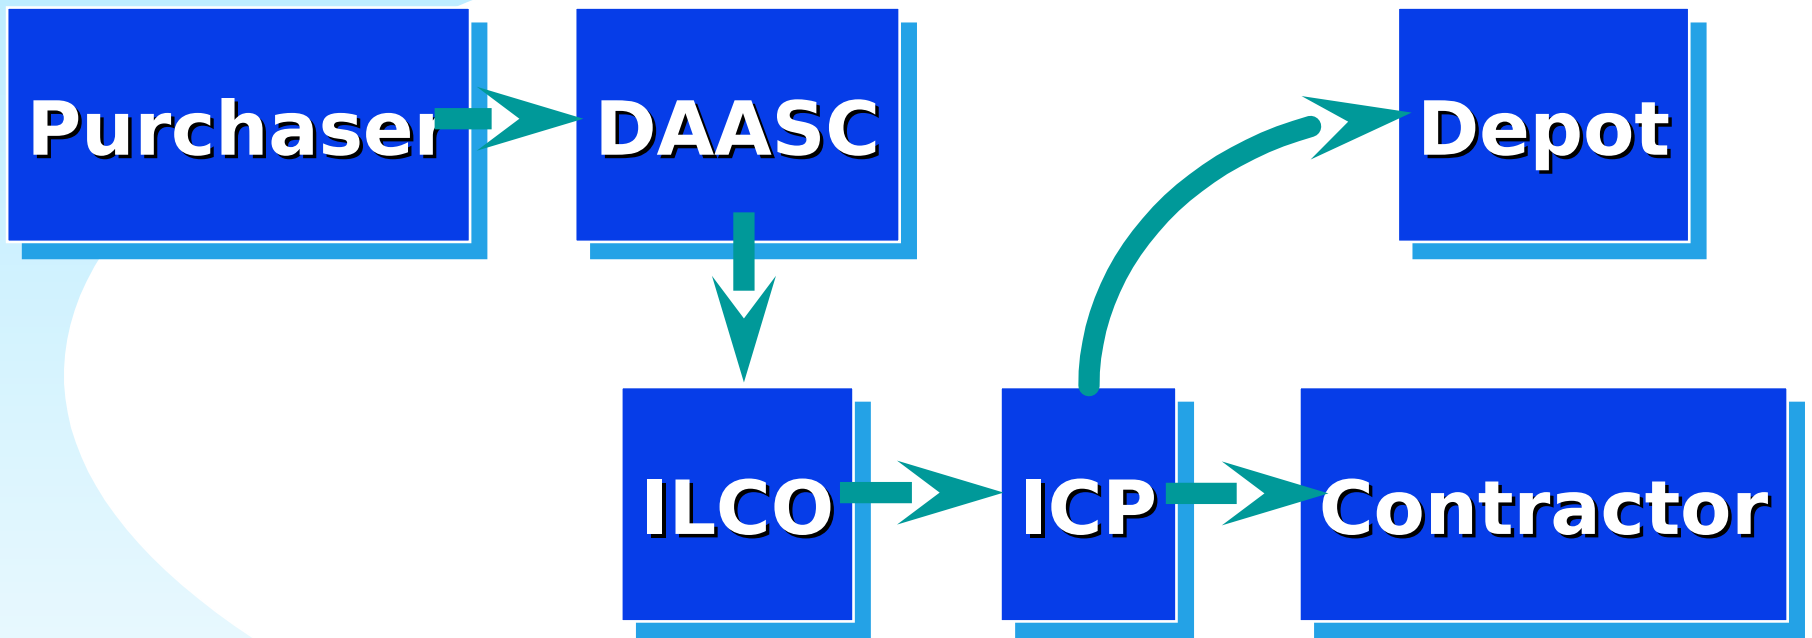 Purchaser
DAASC
Depot
ILCO
ICP
Contractor